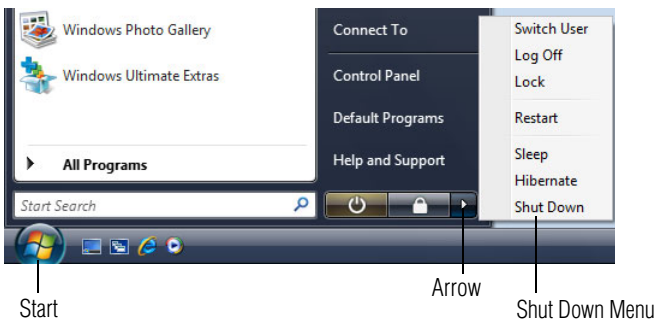 Windows Photo Gallery
Windows Ultimate Extras
All Programs
Start Search
Connect To
Control Panel
Default Programs
Help and Support
Switch User
Log Off
Lock
Restart
Sleep
Hibernate
Shut Down
Start
Arrow
Shut Down Menu